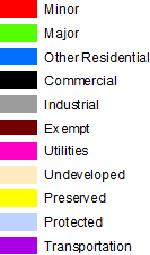 Minor
Major
Other Residential
Commercial
Industrial
Exempt
Utilities
Undeveloped
Preserved
Protected
Transportation